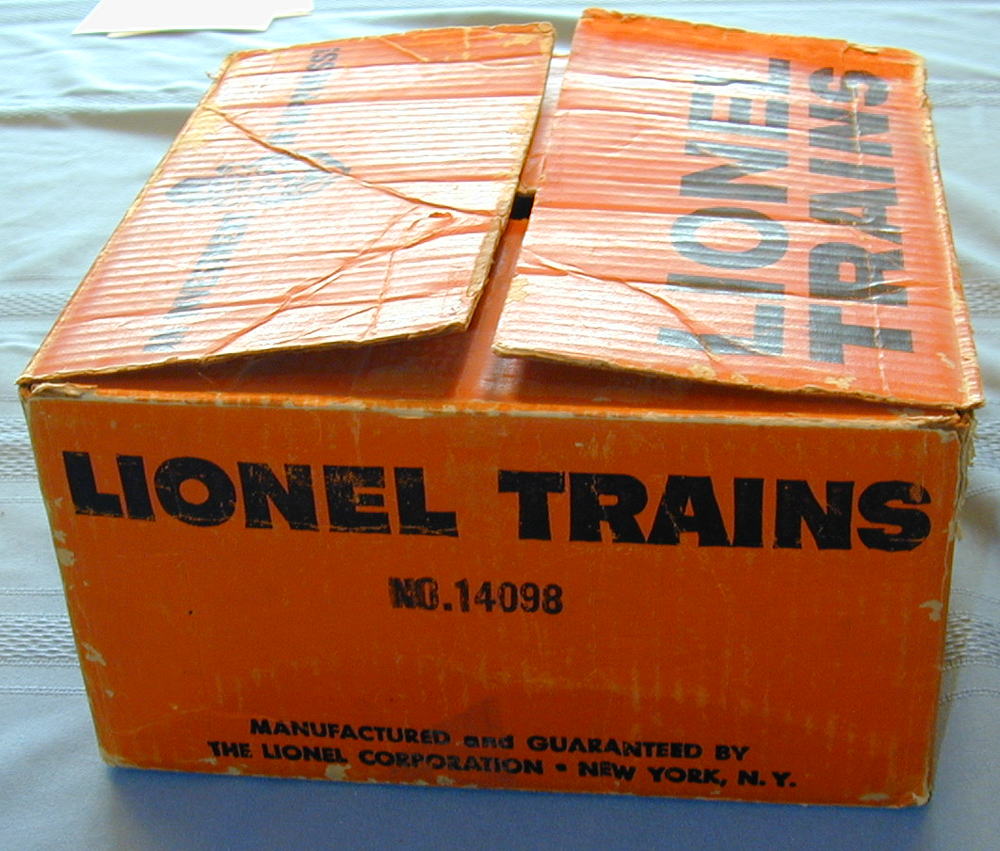 LIONEL
TRAINS
LIONEL TRAINS
NO.14098
MANUFACTURED and GUARANTEED BY
THE LIONEL CORPORATION • NEW YORK, N. Y.